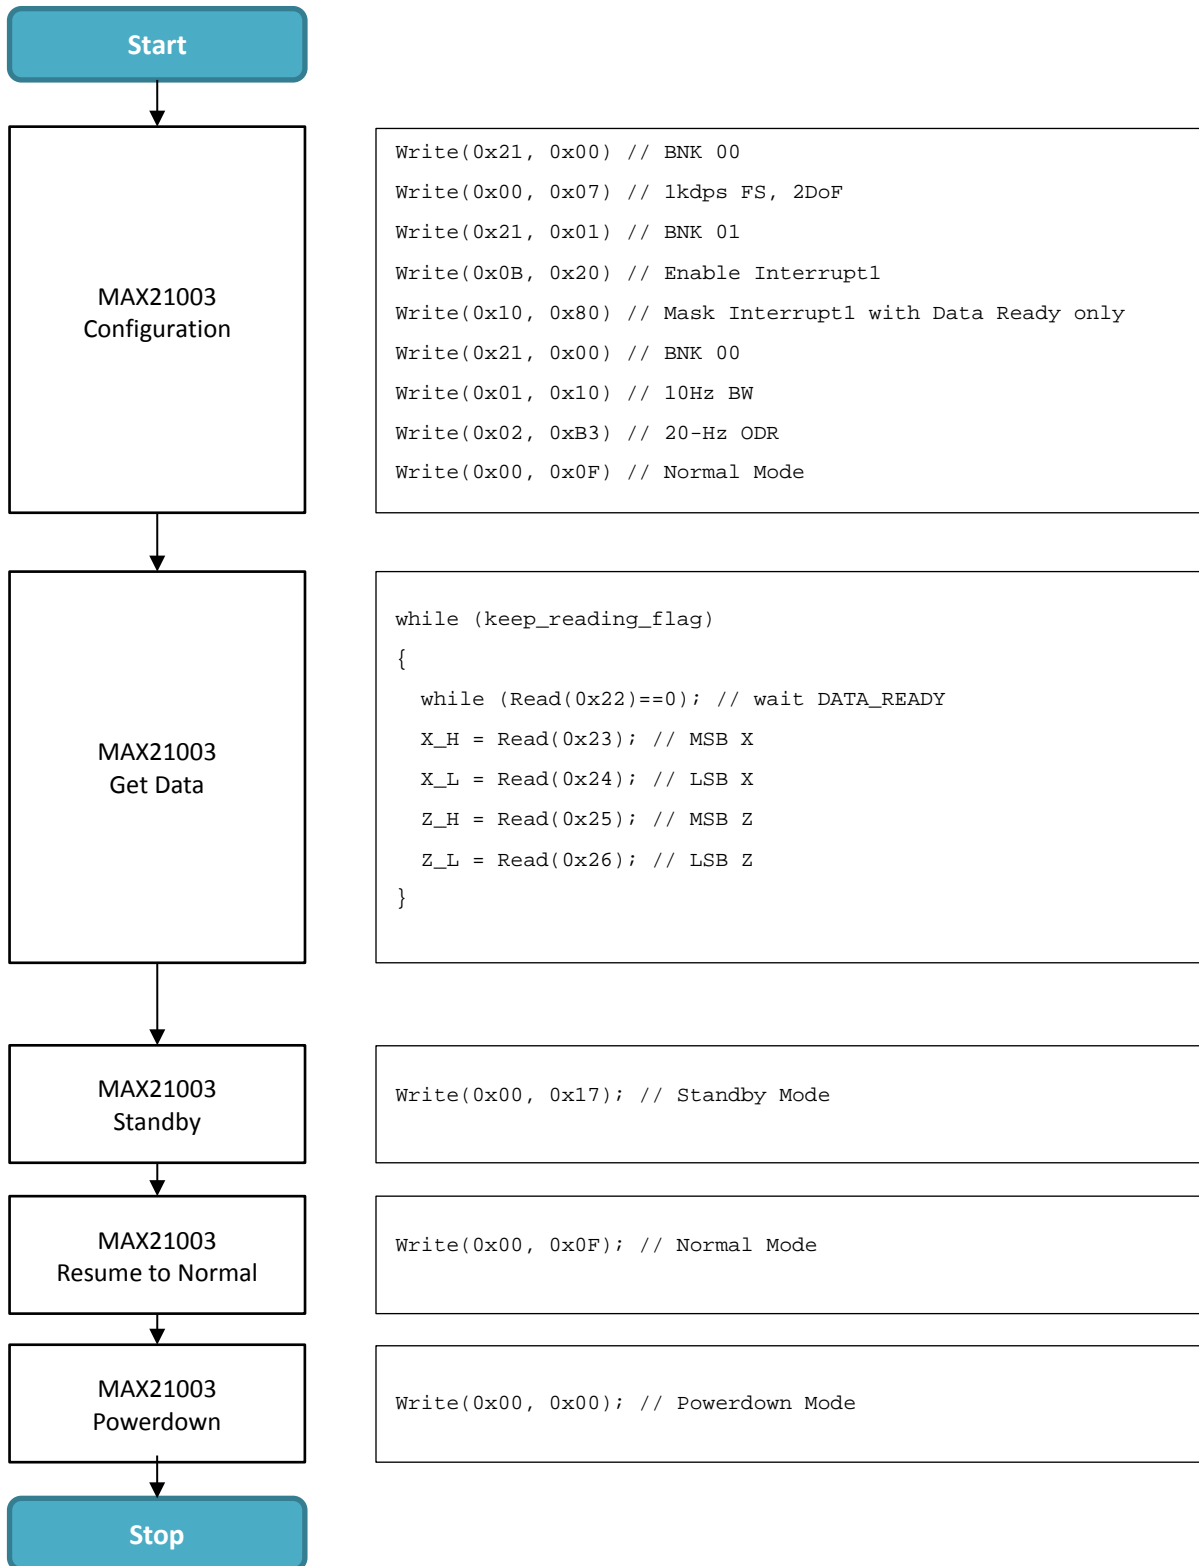 Start
MAX21003
Configuration
Write(0x21, 0x00) // BNK 00
Write(0x00, 0x07) // 1kdps FS, 2DoF
Write(0x21, 0x01) // BNK 01
Write(0x0B, 0x20) // Enable Interrupt1
Write(0x10, 0x80) // Mask Interrupt1 with Data Ready only
Write(0x21, 0x00) // BNK 00
Write(0x01, 0x10) // 10Hz BW
Write(0x02, 0xB3) // 20-Hz ODR
Write(0x00, 0x0F) // Normal Mode
MAX21003
Get Data
while (keep_reading_flag)
{
  while (Read(0x22)==0); // wait DATA_READY
  X_H = Read(0x23); // MSB X
  X_L = Read(0x24); // LSB X
  Z_H = Read(0x25); // MSB Z
  Z_L = Read(0x26); // LSB Z
}
MAX21003
Standby
Write(0x00, 0x17); // Standby Mode
MAX21003
Resume to Normal
Write(0x00, 0x0F); // Normal Mode
MAX21003
Powerdown
Write(0x00, 0x00); // Powerdown Mode
Stop